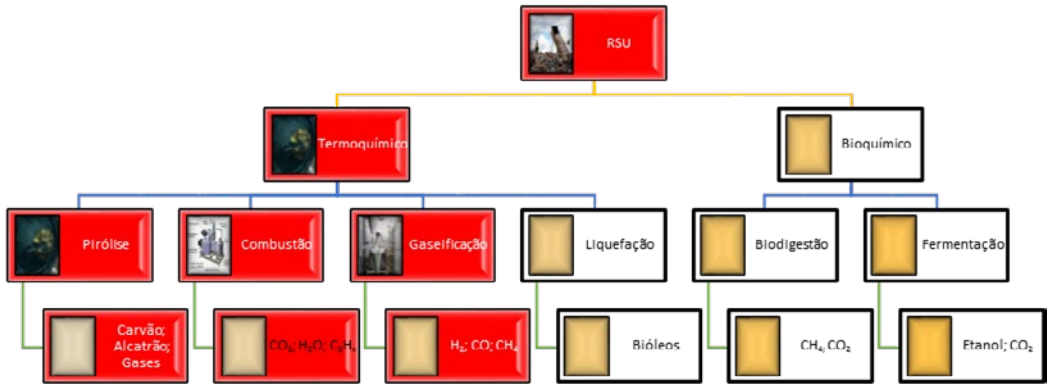 RSU
Termoquímico
Bioquímico
Pirólise
Combustão
Gaseificação
Liquefação
Biodigestão
Fermentação
Carvão;
Alcatrão;
Gases
CO₂; H₂O;
H₂; CO; CH₄
Bióleos
CH₄; CO₂
Etanol; CO₂